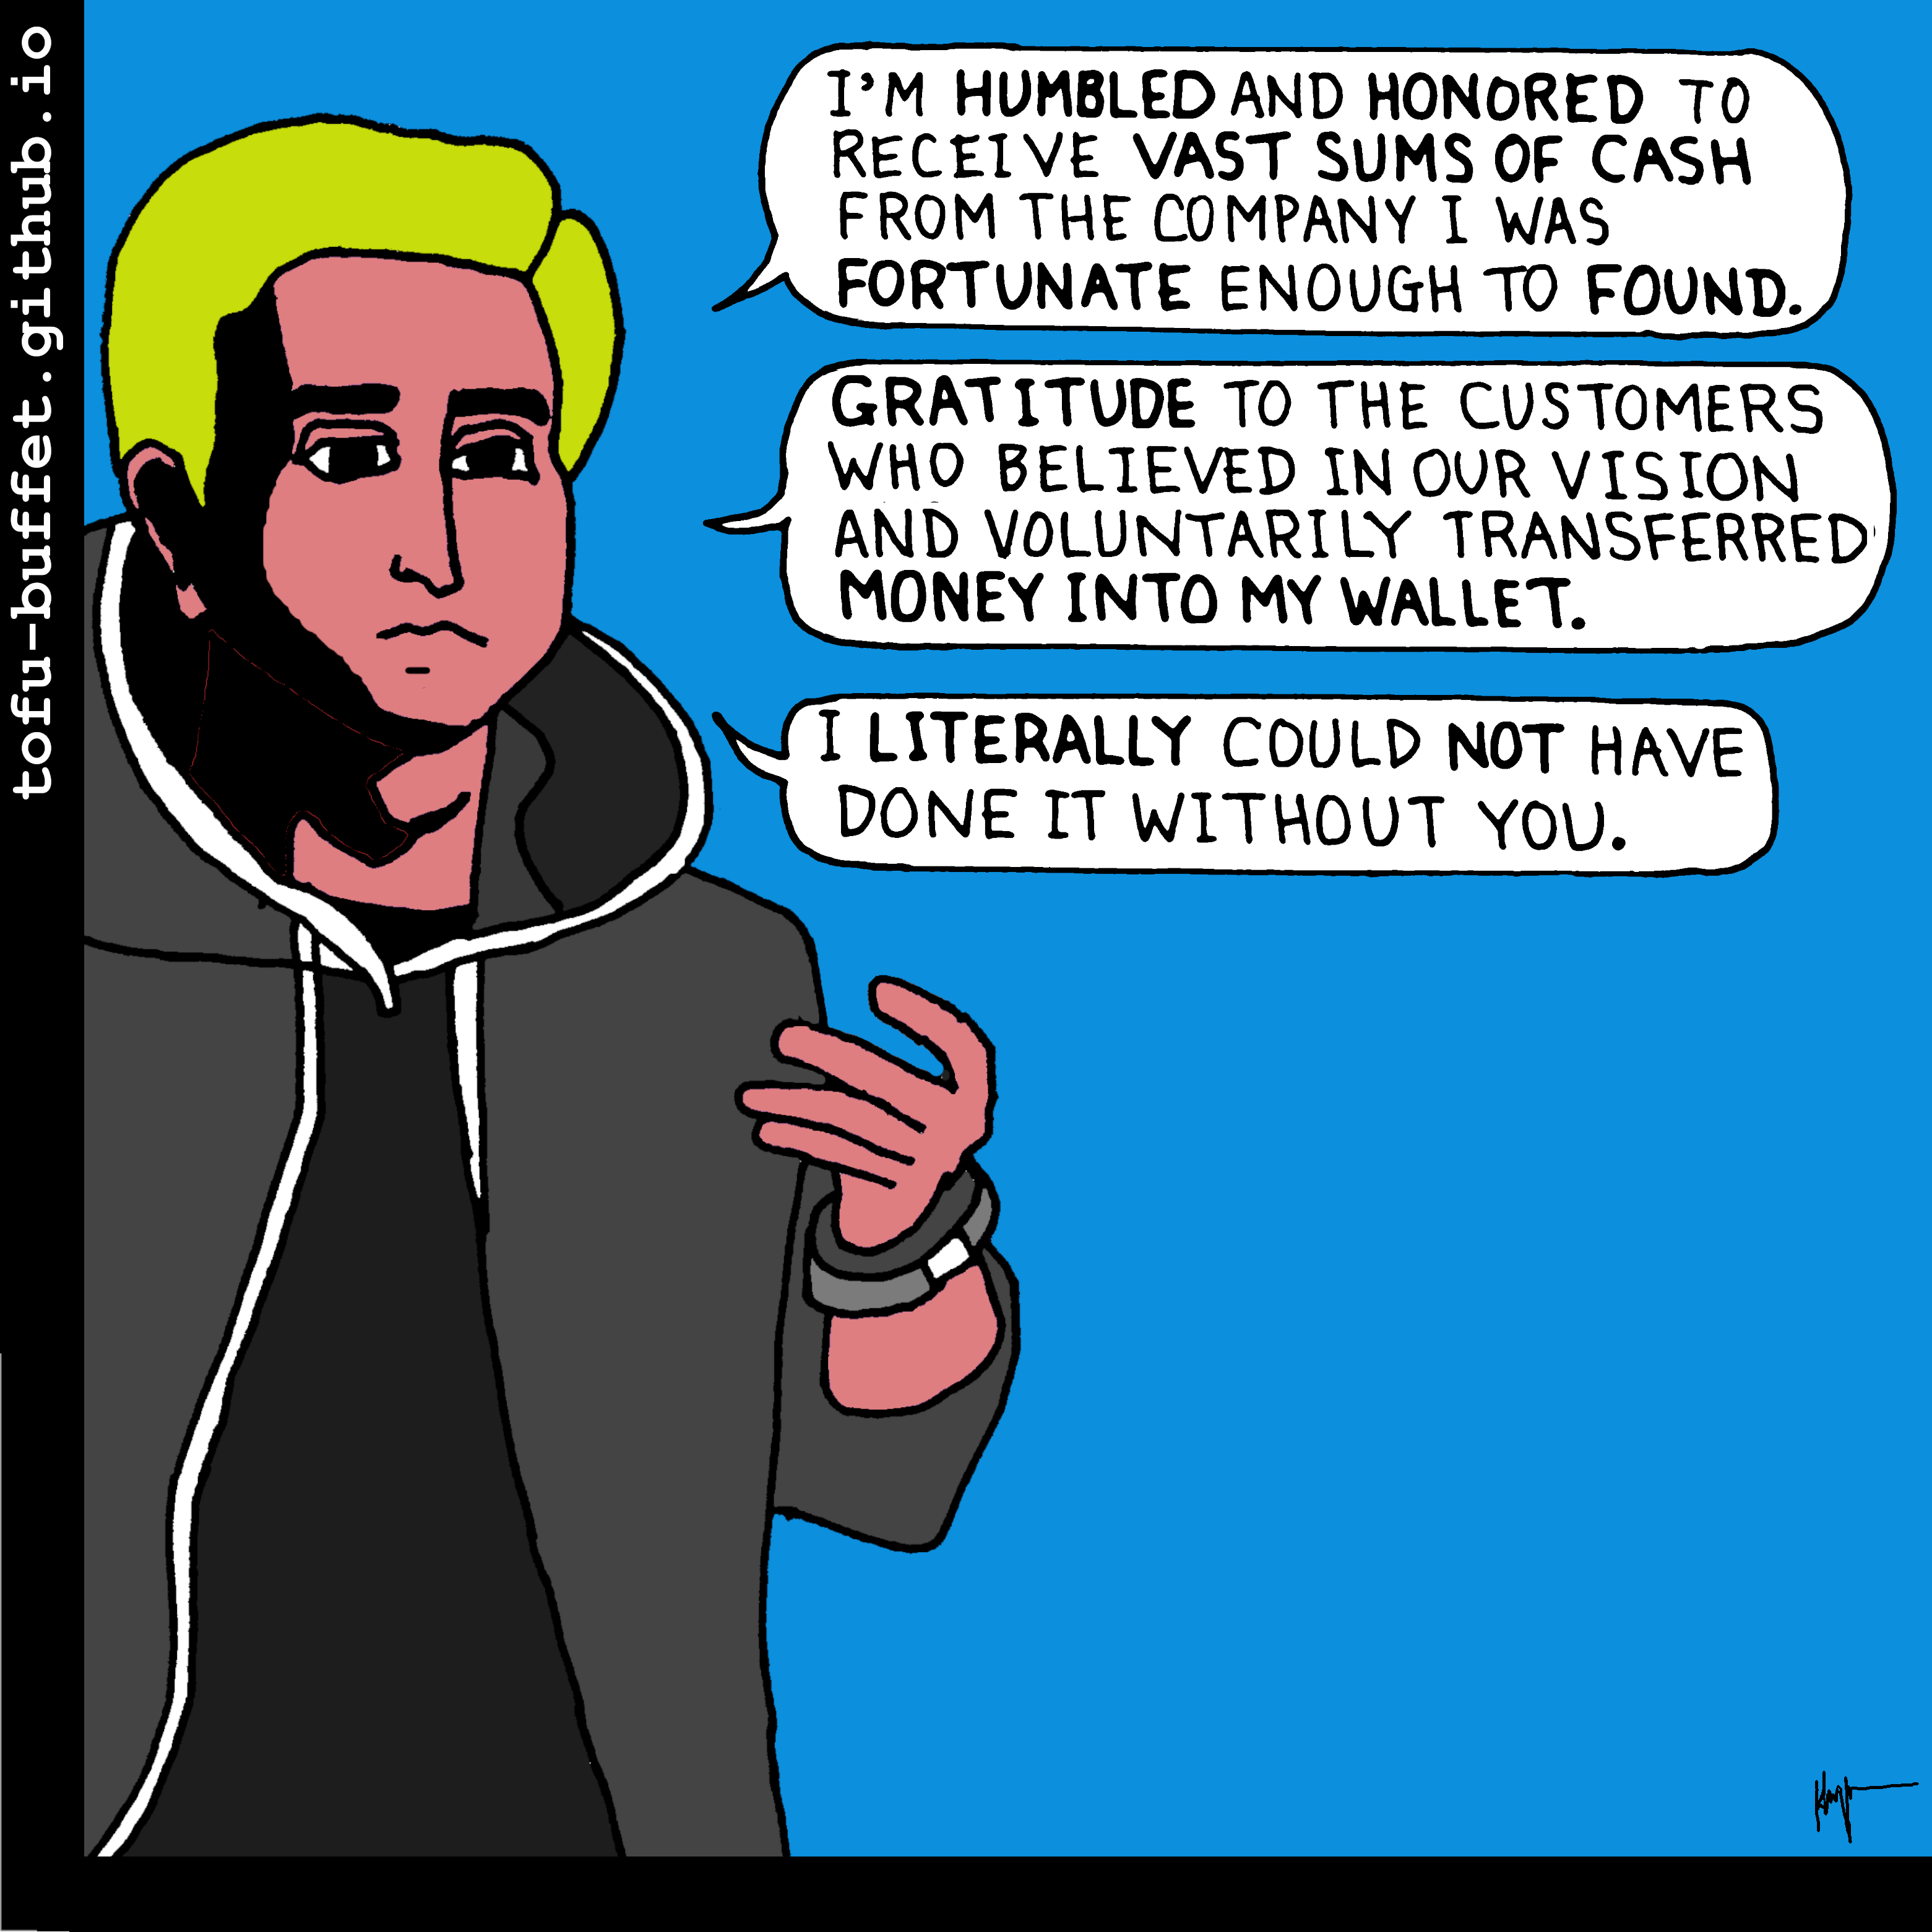 tofu-buffet.github.io
I'M HUMBLED AND HONORED TO
RECEIVE VAST SUMS OF CASH
FROM THE COMPANY I WAS
FORTUNATE ENOUGH TO FOUND.
GRATITUDE TO THE CUSTOMERS
WHO BELIEVED IN OUR VISION
AND VOLUNTARILY TRANSFERRED
MONEY INTO MY WALLET.
I LITERALLY COULD NOT HAVE
DONE IT WITHOUT YOU.